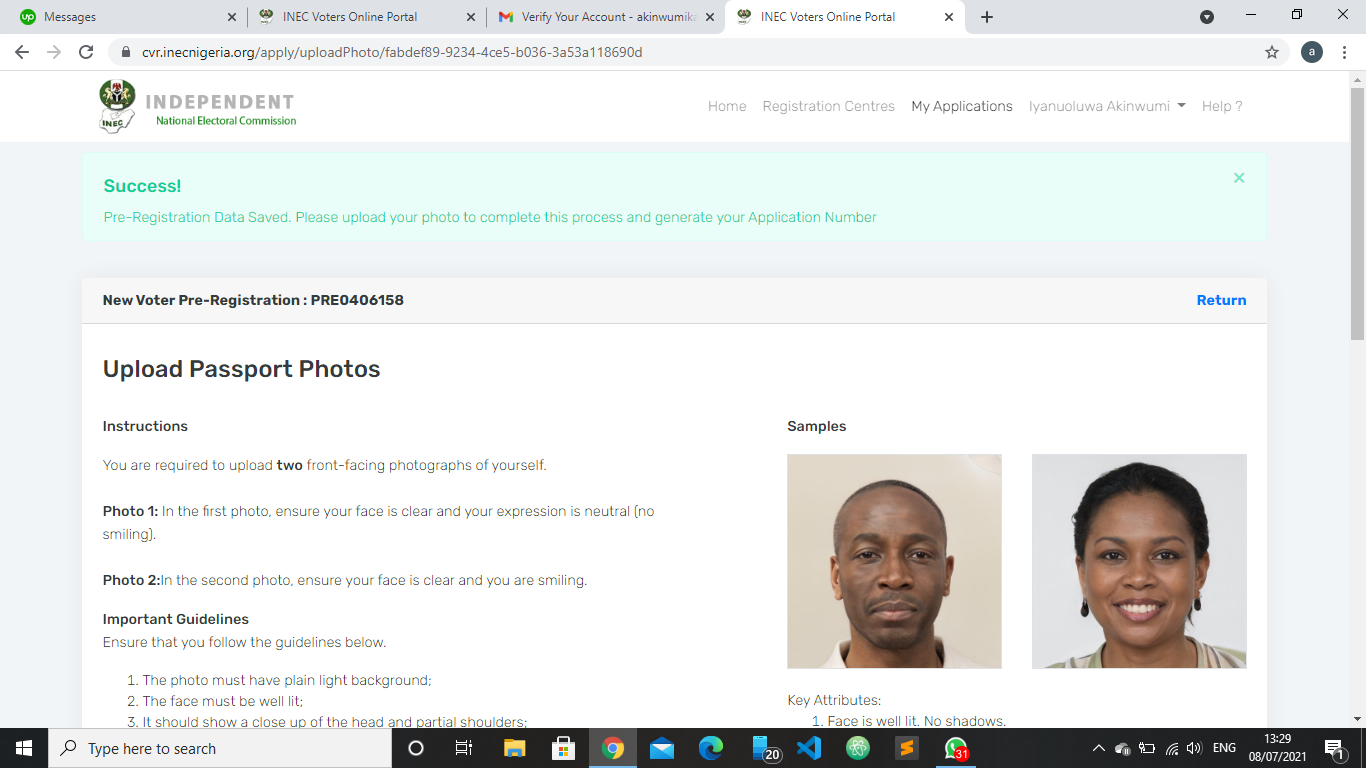 Messages
INEC Voters Online Portal
Verify Your Account - akinwumika
INEC Voters Online Portal
cvr.inecnigeria.org/apply/uploadPhoto/fabdef89-9234-4ce5-b036-3a53a118690d
a
INEC
INDEPENDENT
National Electoral Commission
Home Registration Centres My Applications Iyanuoluwa Akinwumi Help ?
Success!
Pre-Registration Data Saved. Please upload your photo to complete this process and generate your Application Number
New Voter Pre-Registration : PRE0406158
Return
Upload Passport Photos
Instructions
You are required to upload two front-facing photographs of yourself.
Photo 1: In the first photo, ensure your face is clear and your expression is neutral (no
smiling).
Photo 2:In the second photo, ensure your face is clear and you are smiling.
Important Guidelines
Ensure that you follow the guidelines below.
1. The photo must have plain light background;
2. The face must be well lit;
3. It should show a close up of the head and partial shoulders;
Samples
Key Attributes:
1. Face is well lit. No shadows.
Type here to search
20
31
ENG
13:29
08/07/2021
1